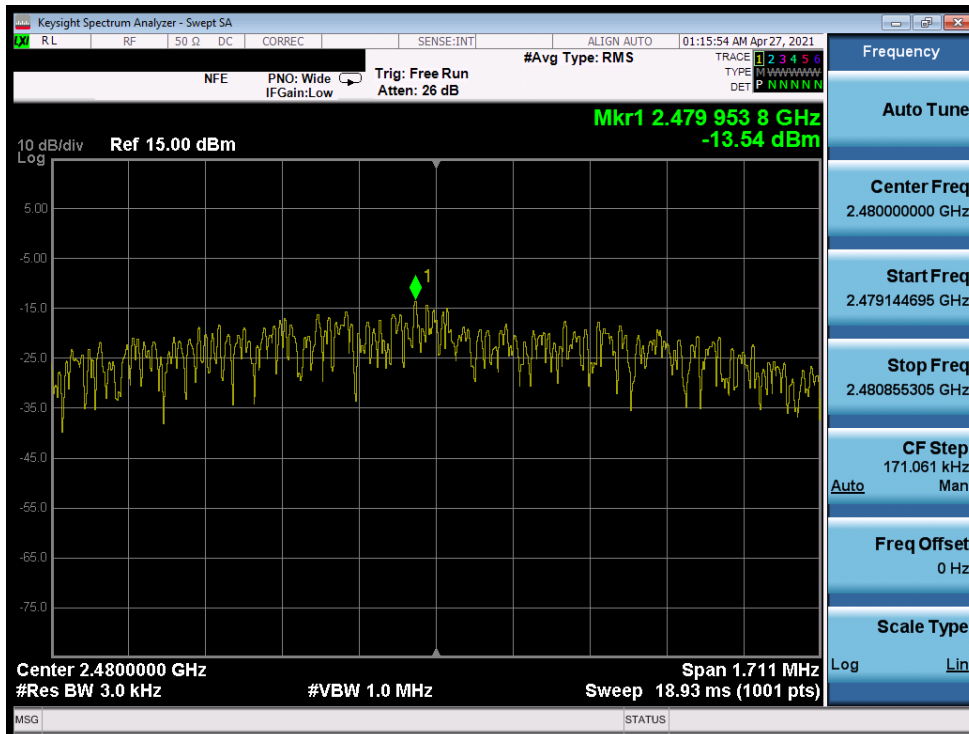 Keysight Spectrum Analyzer - Swept SA
LXI RL RF 50 Ω DC CORREC SENSE:INT ALIGN AUTO 01:15:54 AM Apr 27, 2021
#Avg Type: RMS TRACE 1 2 3 4 5 6
NFE PNO: Wide Trig: Free Run TYPE M WWWWW
IFGain:Low Atten: 26 dB DET P N N N N N
Mkr1 2.479 953 8 GHz
-13.54 dBm
10 dB/div Ref 15.00 dBm
Log
1
5.00
-5.00
-15.0
-25.0
-35.0
-45.0
-55.0
-65.0
-75.0
Center 2.4800000 GHz Span 1.711 MHz
#Res BW 3.0 kHz #VBW 1.0 MHz Sweep 18.93 ms (1001 pts)
MSG STATUS
Frequency
Auto Tune
Center Freq
2.480000000 GHz
Start Freq
2.479144695 GHz
Stop Freq
2.480855305 GHz
CF Step
171.061 kHz
Auto Man
Freq Offset
0 Hz
Scale Type
Log Lin